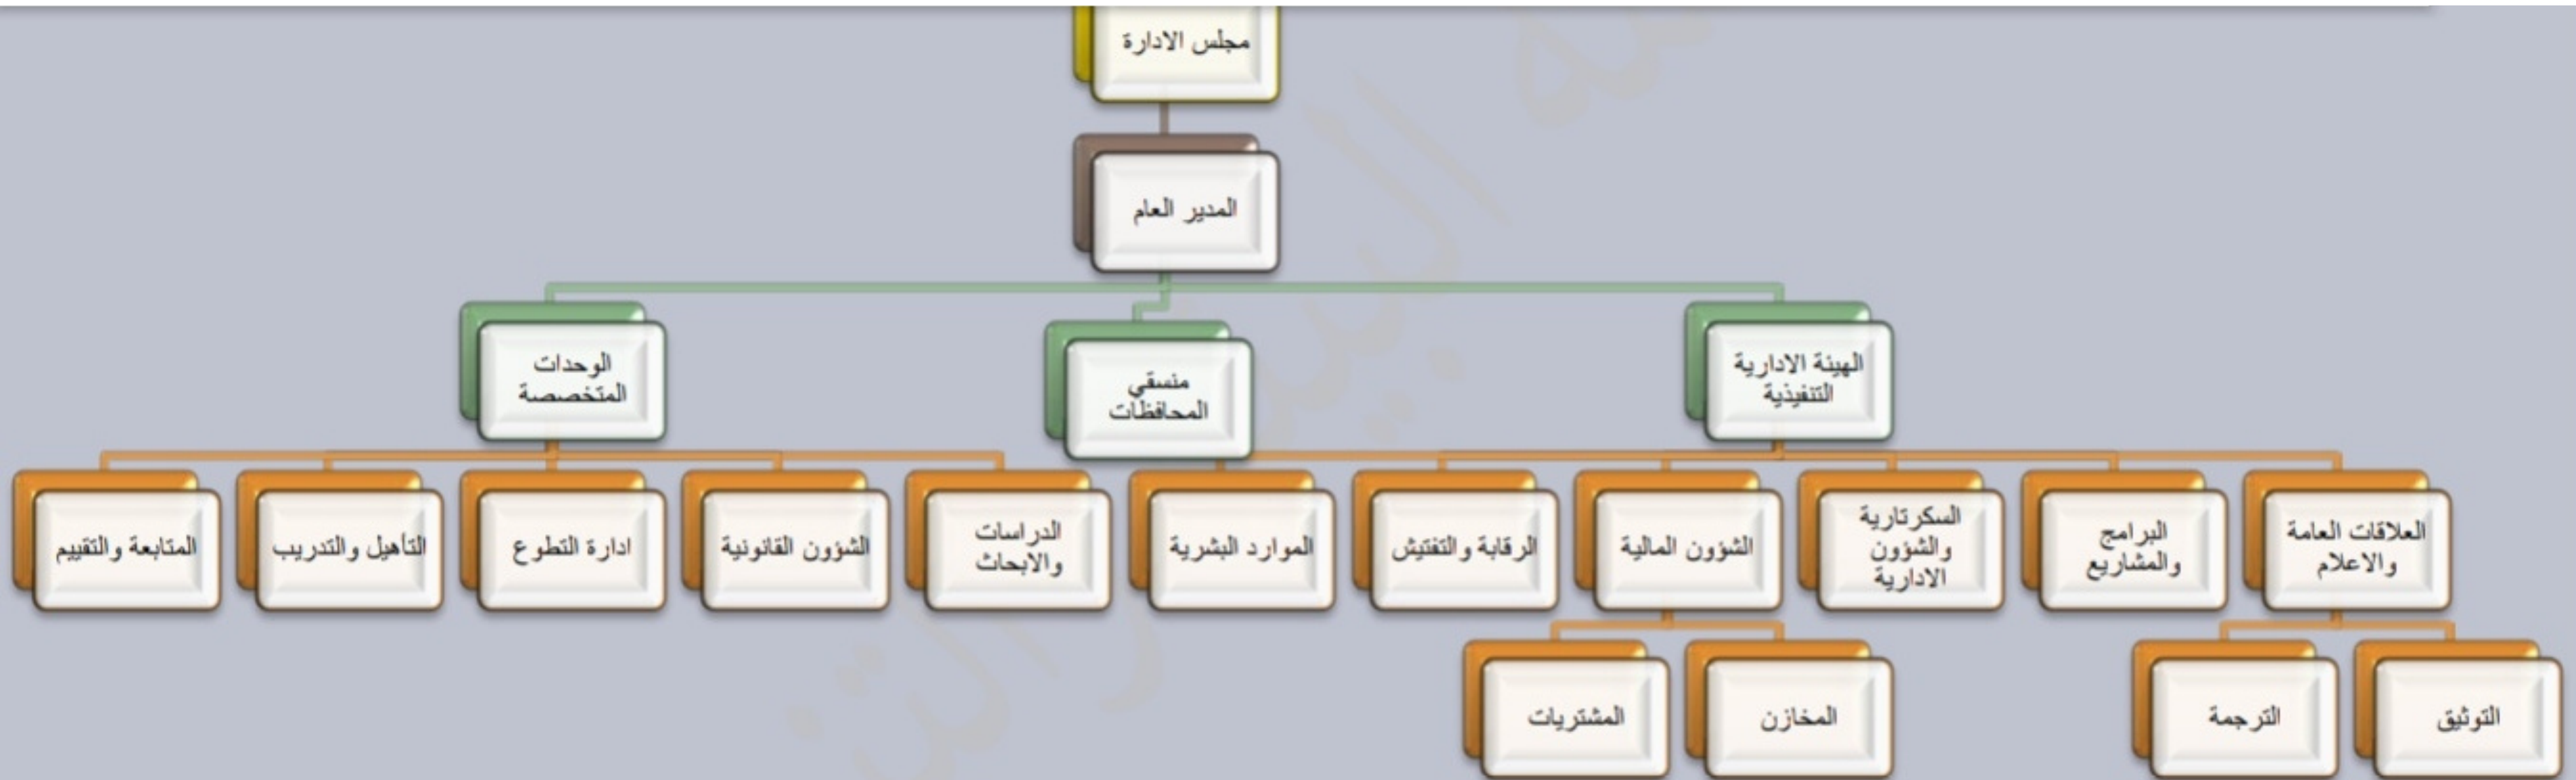 مجلس الادارة
المدير العام
الهيئة الادارية
التنفيذية
منسقي
المحافظات
الوحدات
المتخصصة
العلاقات العامة
والاعلام
البرامج
والمشاريع
السكرتارية
والشؤون
الادارية
الشؤون المالية
الرقابة والتفتيش
الموارد البشرية
الدراسات
والابحاث
الشؤون القانونية
ادارة التطوع
التأهيل والتدريب
المتابعة والتقييم
التوثيق
الترجمة
المخازن
المشتريات